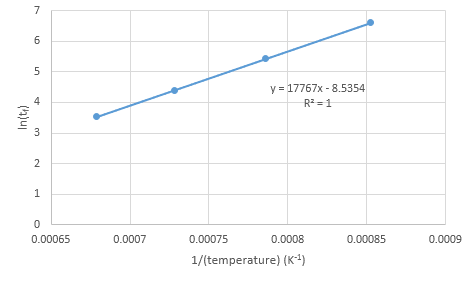 7
6
5
4
3
2
1
0
ln(tf)
y = 17767x - 8.5354
R² = 1
0.00065 0.0007 0.00075 0.0008 0.00085 0.0009
1/(temperature) (K-1)